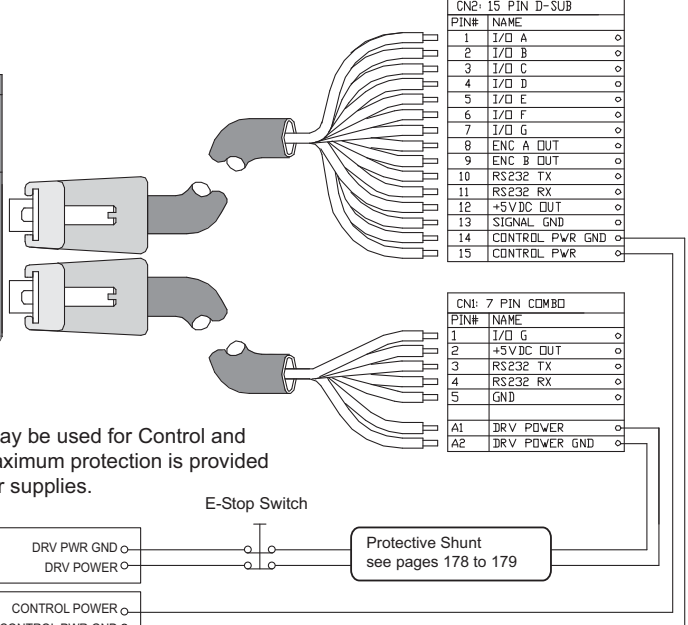 CN2: 15 PIN D-SUB
PIN# NAME
1 I/O A
2 I/O B
3 I/O C
4 I/O D
5 I/O E
6 I/O F
7 I/O G
8 ENC A OUT
9 ENC B OUT
10 RS232 TX
11 RS232 RX
12 +5VDC OUT
13 SIGNAL GND
14 CONTROL PWR GND
15 CONTROL PWR
CN1: 7 PIN COMBO
PIN# NAME
1 I/O G
2 +5VDC OUT
3 RS232 TX
4 RS232 RX
5 GND
A1 DRV POWER
A2 DRV POWER GND
ay be used for Control and
aximum protection is provided
r supplies.
E-Stop Switch
DRV PWR GND
DRV POWER
Protective Shunt
see pages 178 to 179
CONTROL POWER
CONTROL PWR GND